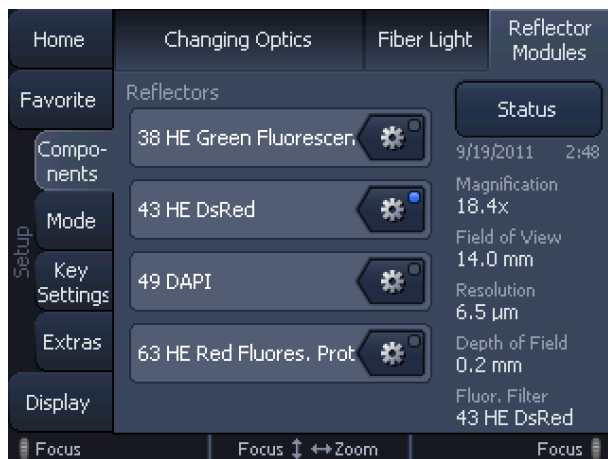 Home
Changing Optics
Fiber Light
Reflector
Modules
Favorite
Compo-
nents
Setup
Mode
Key
Settings
Extras
Display
Reflectors
38 HE Green Fluorescen
43 HE DsRed
49 DAPI
63 HE Red Fluores. Prot
Status
9/19/2011 2:48
Magnification
18.4x
Field of View
14.0 mm
Resolution
6.5 µm
Depth of Field
0.2 mm
Fluor. Filter
43 HE DsRed
Focus
Focus ↕ ↔ Zoom
Focus